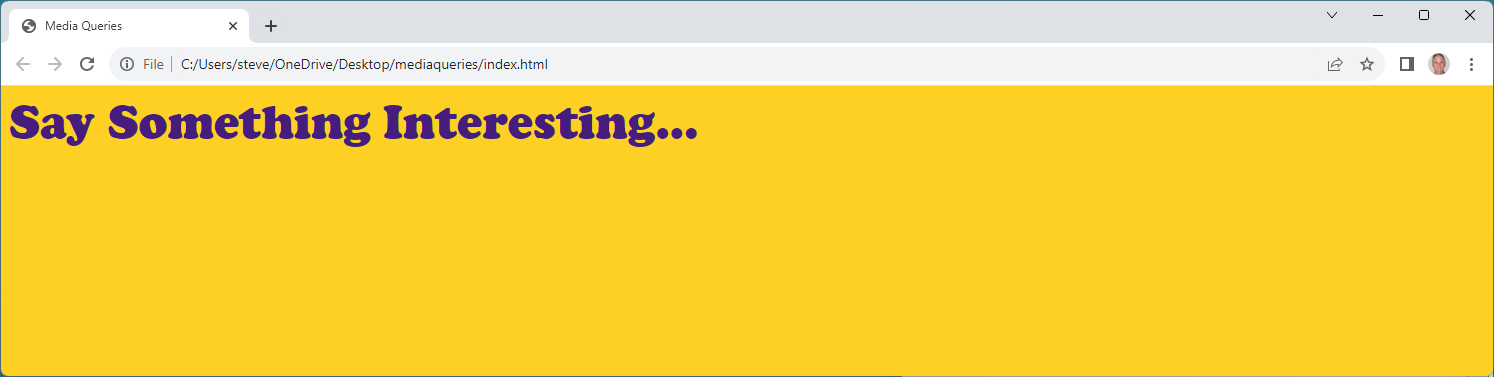 Media Queries
File C:/Users/steve/OneDrive/Desktop/mediaqueries/index.html
Say Something Interesting...